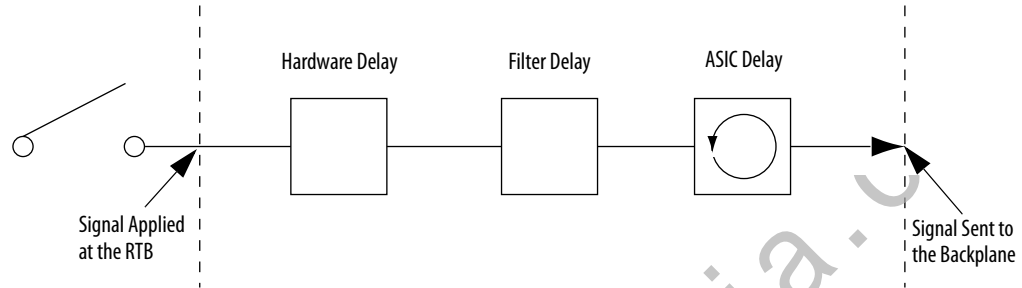 Hardware Delay
Filter Delay
ASIC Delay
Signal Applied
at the RTB
Signal Sent to
the Backplane